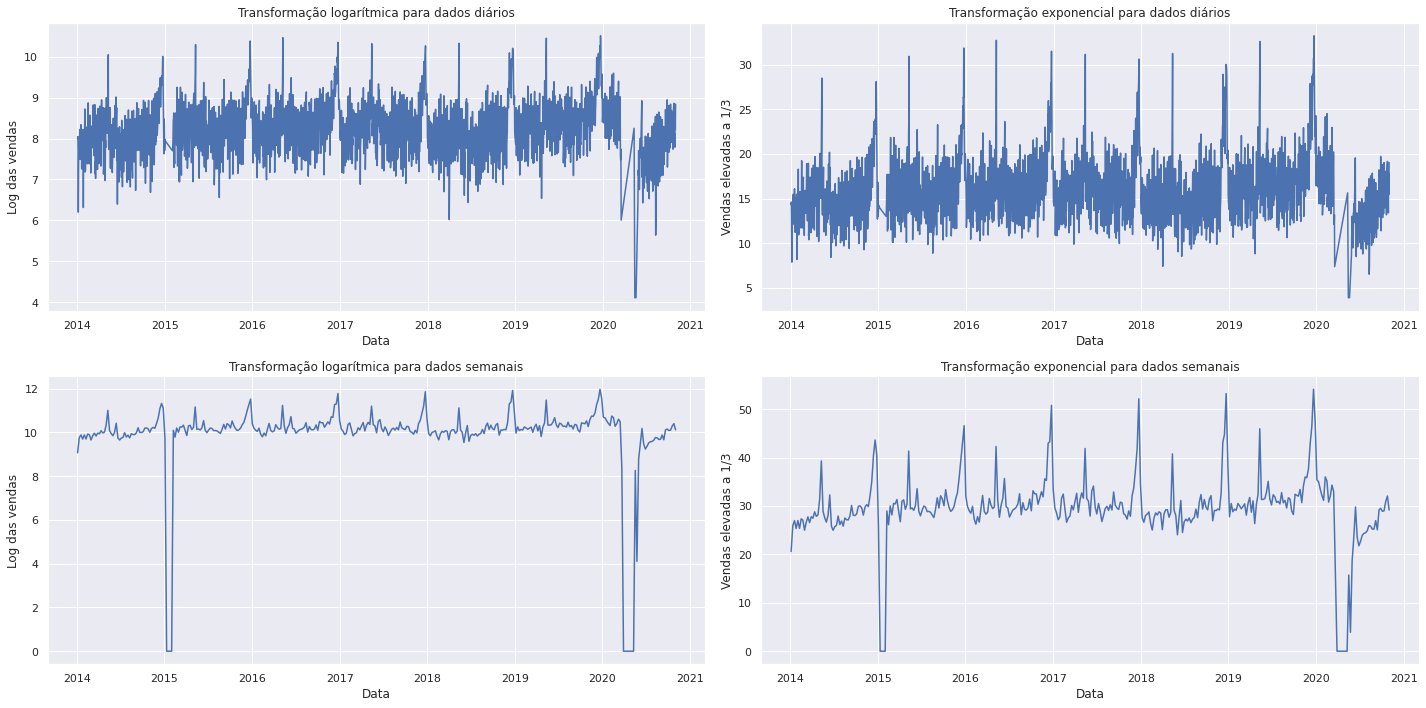 Transformação logarítmica para dados diários
Log das vendas
10
9
8
7
6
5
4
2014 2015 2016 2017 2018 2019 2020 2021
Data
Transformação exponencial para dados diários
Vendas elevadas a 1/3
30
25
20
15
10
5
2014 2015 2016 2017 2018 2019 2020 2021
Data
Transformação logarítmica para dados semanais
Log das vendas
12
10
8
6
4
2
0
2014 2015 2016 2017 2018 2019 2020 2021
Data
Transformação exponencial para dados semanais
Vendas elevadas a 1/3
50
40
30
20
10
0
2014 2015 2016 2017 2018 2019 2020 2021
Data